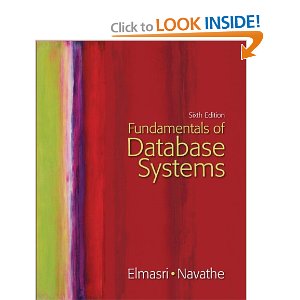 Click to LOOK INSIDE!
Sixth Edition
Fundamentals of
Database
Systems
Elmasri • Navathe